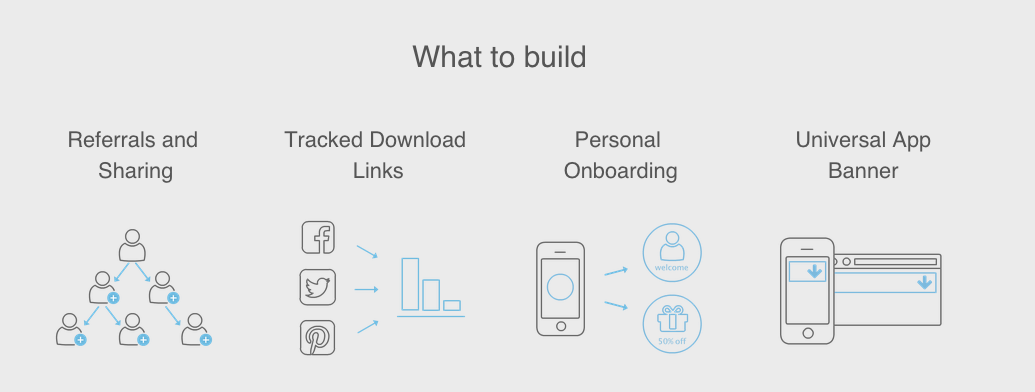 What to build
Referrals and
Sharing
Tracked Download
Links
Personal
Onboarding
Universal App
Banner
welcome
50% off